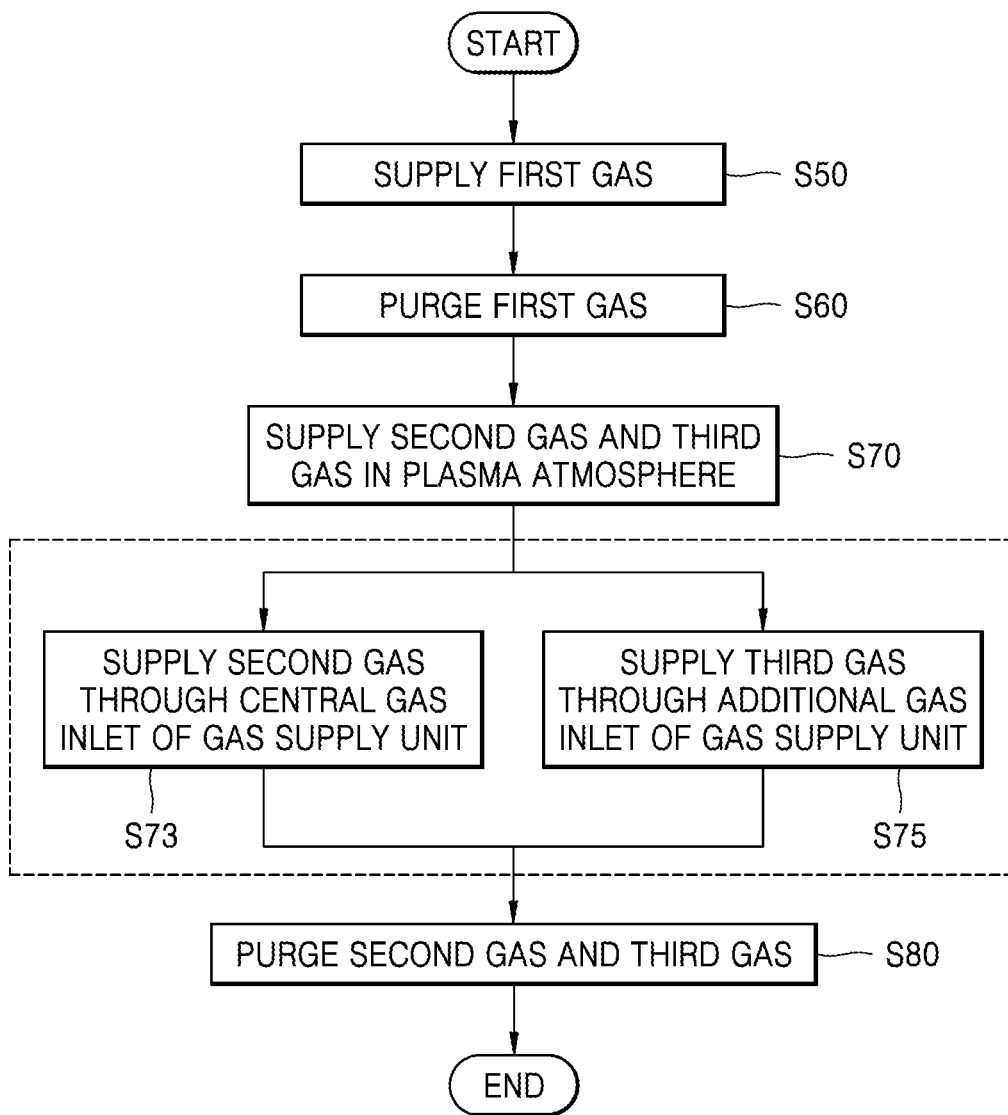 START
SUPPLY FIRST GAS
S50
PURGE FIRST GAS
S60
SUPPLY SECOND GAS AND THIRD
GAS IN PLASMA ATMOSPHERE
S70
SUPPLY SECOND GAS
THROUGH CENTRAL GAS
INLET OF GAS SUPPLY UNIT
S73
SUPPLY THIRD GAS
THROUGH ADDITIONAL GAS
INLET OF GAS SUPPLY UNIT
S75
PURGE SECOND GAS AND THIRD GAS
S80
END